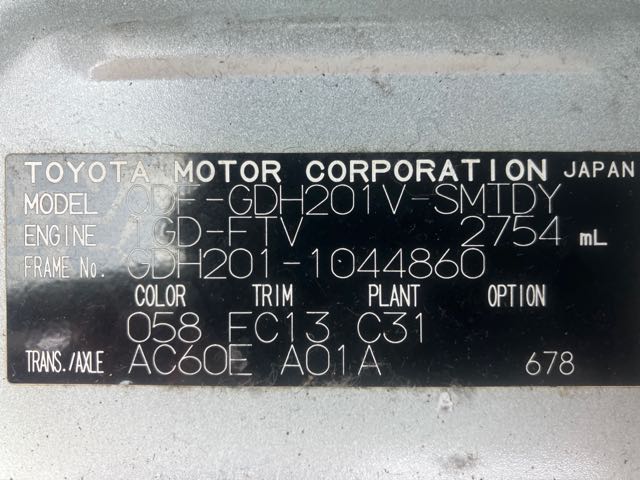 TOYOTA MOTOR CORPORATION JAPAN
MODEL QDF-GDH201V-SMTDY
ENGINE 1GD-FTV 2754 mL
FRAME No. GDH201-1044860
COLOR TRIM PLANT OPTION
058 FC13 C31
TRANS./AXLE AC60E A01A 678